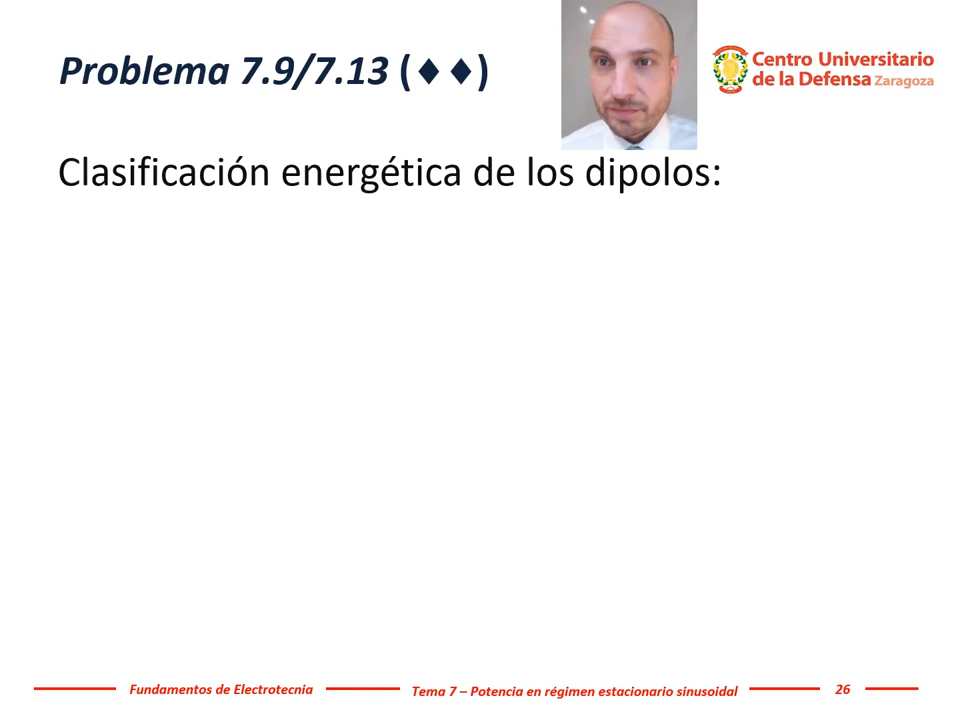 Problema 7.9/7.13 (♦♦)
Centro Universitario
de la Defensa Zaragoza
Clasificación energética de los dipolos:
Fundamentos de Electrotecnia
Tema 7 – Potencia en régimen estacionario sinusoidal
26